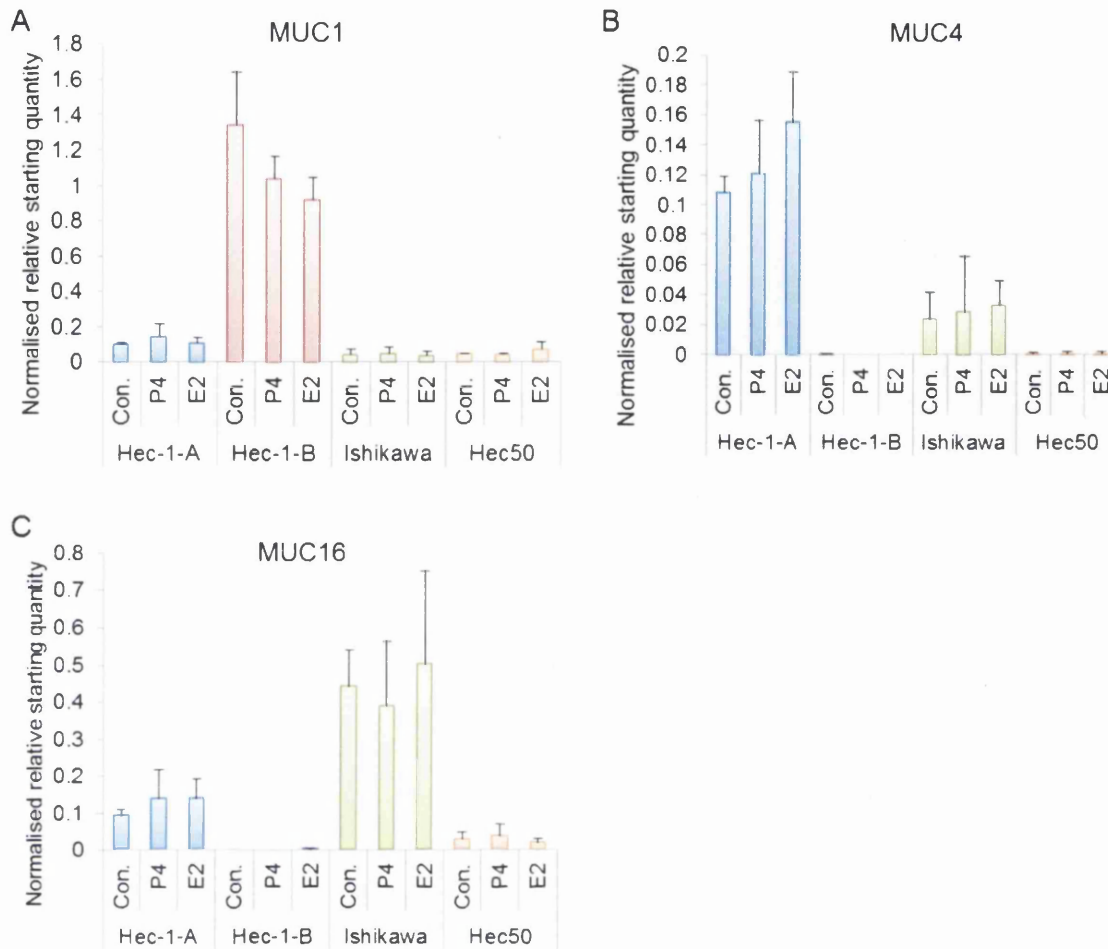 A
MUC1
Normalised relative starting quantity
1.8
1.6
1.4
1.2
1
0.8
0.6
0.4
0.2
0
Con. P4 E2 Con. P4 E2 Con. P4 E2 Con. P4 E2
Hec-1-A Hec-1-B Ishikawa Hec50
B
MUC4
Normalised relative starting quantity
0.2
0.18
0.16
0.14
0.12
0.1
0.08
0.06
0.04
0.02
0
Con. P4 E2 Con. P4 E2 Con. P4 E2 Con. P4 E2
Hec-1-A Hec-1-B Ishikawa Hec50
C
MUC16
Normalised relative starting quantity
0.8
0.7
0.6
0.5
0.4
0.3
0.2
0.1
0
Con. P4 E2 Con. P4 E2 Con. P4 E2 Con. P4 E2
Hec-1-A Hec-1-B Ishikawa Hec50